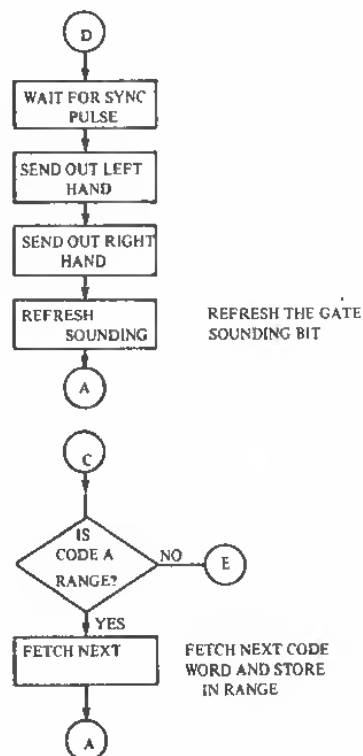 D
WAIT FOR SYNC
PULSE
SEND OUT LEFT
HAND
SEND OUT RIGHT
HAND
REFRESH
SOUNDING
REFRESH THE GATE
SOUNDING BIT
A
C
IS
CODE A
RANGE?
NO
E
YES
FETCH NEXT
FETCH NEXT CODE
WORD AND STORE
IN RANGE
A